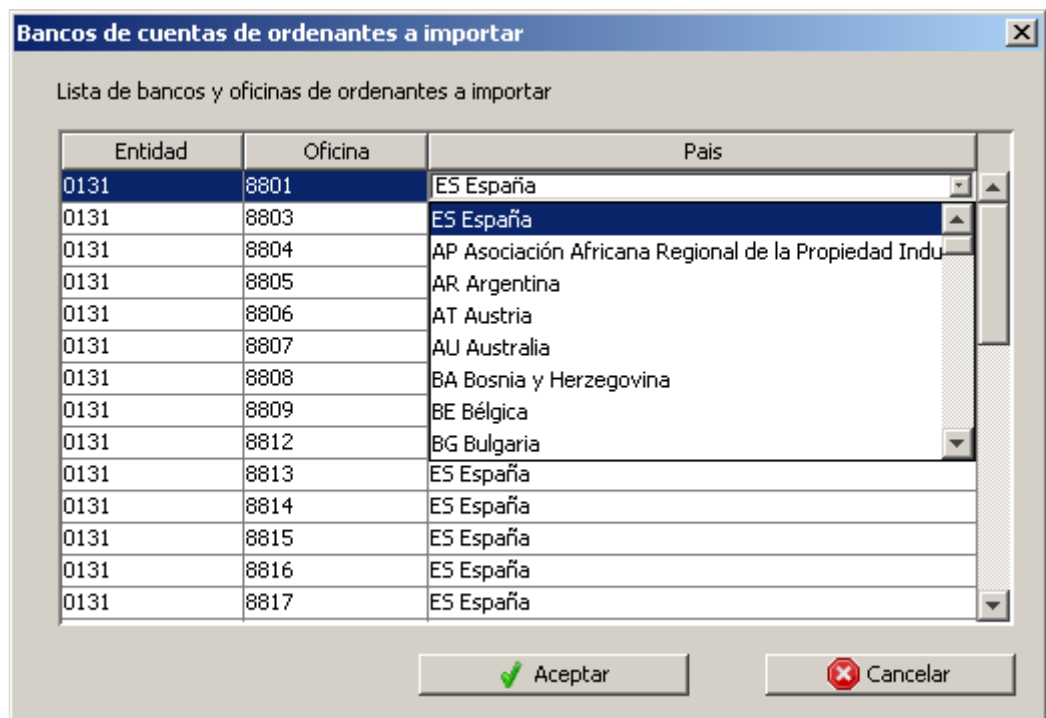 Bancos de cuentas de ordenantes a importar
Lista de bancos y oficinas de ordenantes a importar
Entidad Oficina Pais
0131 8801 ES España
0131 8803 ES España
0131 8804 AP Asociación Africana Regional de la Propiedad Indu
0131 8805 AR Argentina
0131 8806 AT Austria
0131 8807 AU Australia
0131 8808 BA Bosnia y Herzegovina
0131 8809 BE Bélgica
0131 8812 BG Bulgaria
0131 8813 ES España
0131 8814 ES España
0131 8815 ES España
0131 8816 ES España
0131 8817 ES España
Aceptar Cancelar